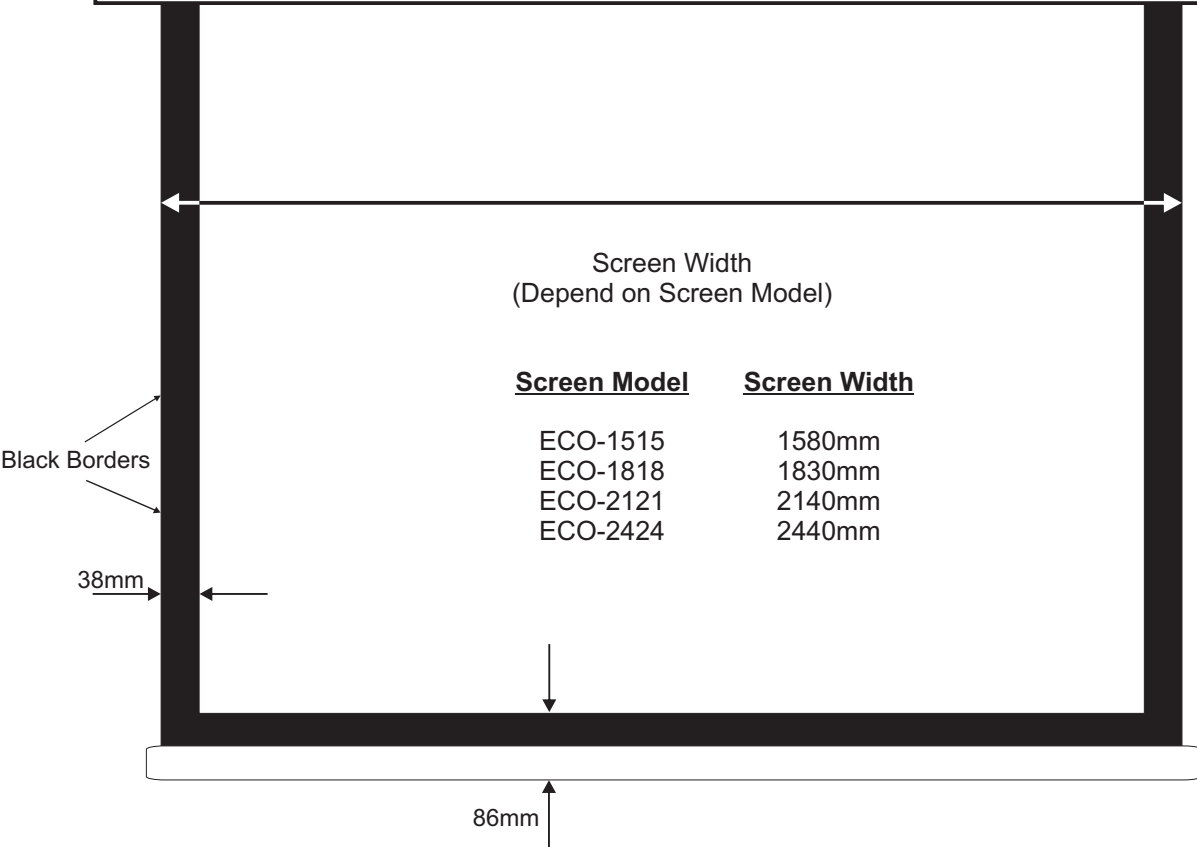 Screen Width
(Depend on Screen Model)
Screen Model Screen Width
ECO-1515 1580mm
ECO-1818 1830mm
ECO-2121 2140mm
ECO-2424 2440mm
Black Borders
38mm
86mm